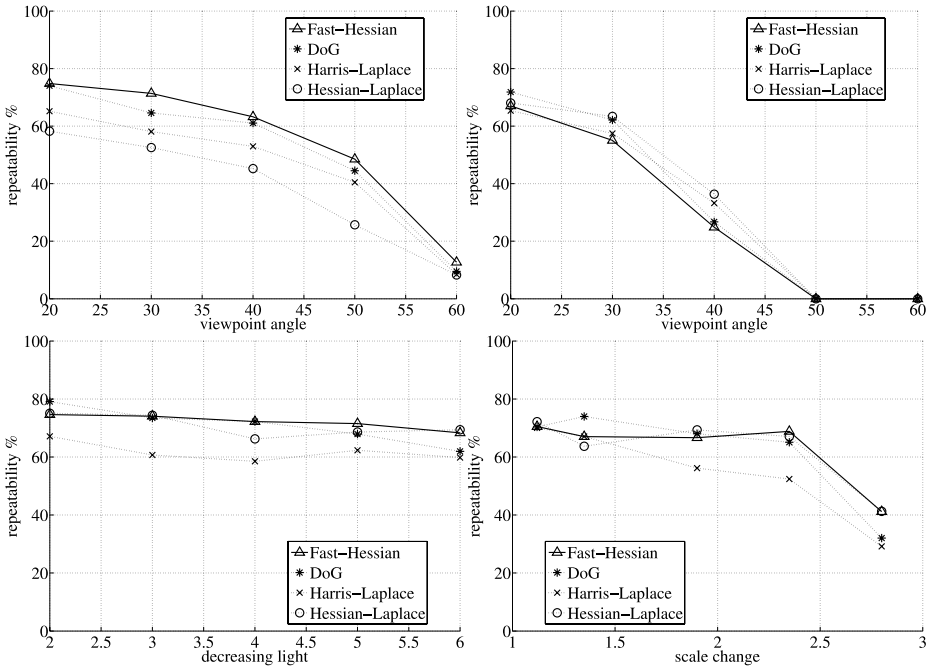 100
80
60
40
20
0
repeatability %
20 25 30 35 40 45 50 55 60
viewpoint angle
Fast−Hessian
DoG
Harris−Laplace
Hessian−Laplace
100
80
60
40
20
0
repeatability %
20 25 30 35 40 45 50 55 60
viewpoint angle
Fast−Hessian
DoG
Harris−Laplace
Hessian−Laplace
100
80
60
40
20
0
repeatability %
2 2.5 3 3.5 4 4.5 5 5.5 6
decreasing light
Fast−Hessian
DoG
Harris−Laplace
Hessian−Laplace
100
80
60
40
20
0
repeatability %
1 1.5 2 2.5 3
scale change
Fast−Hessian
DoG
Harris−Laplace
Hessian−Laplace